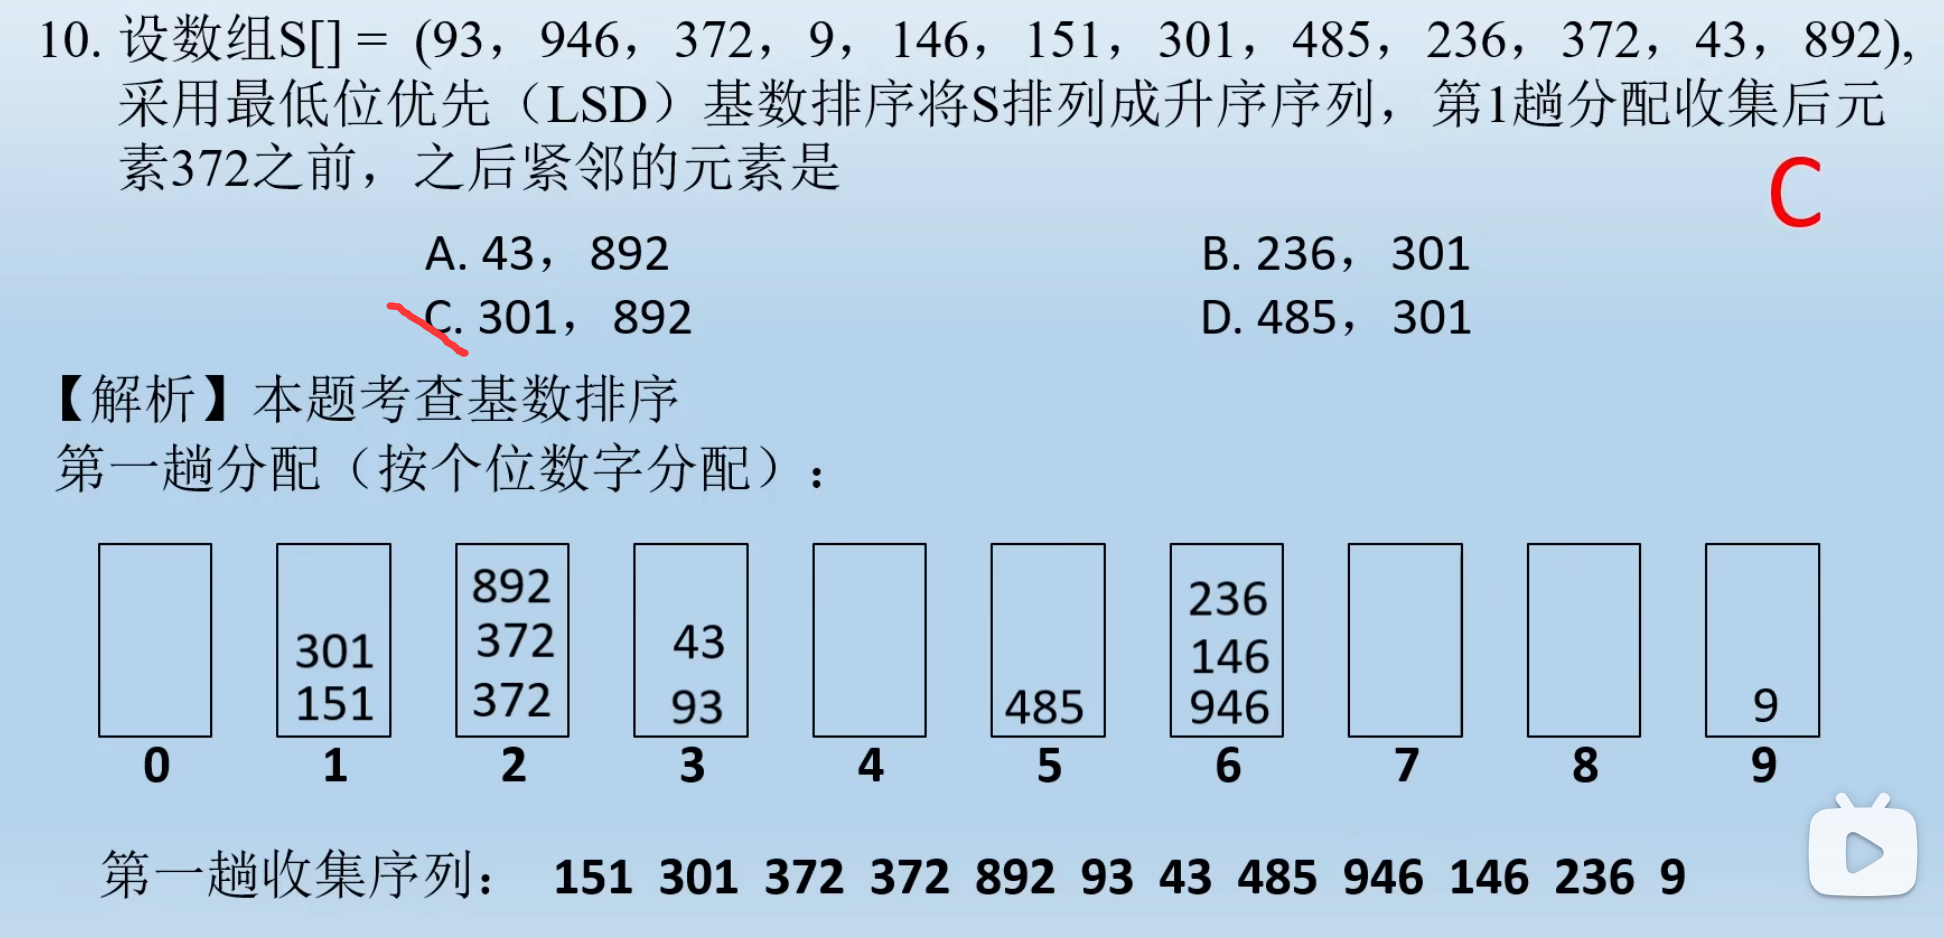 10. 设数组S[] = (93，946，372，9，146，151，301，485，236，372，43，892),
采用最低位优先（LSD）基数排序将S排列成升序序列，第1趟分配收集后元
素372之前，之后紧邻的元素是
C
A. 43，892
B. 236，301
C. 301，892
D. 485，301
【解析】本题考查基数排序
第一趟分配（按个位数字分配）：
892
236
301 372 43 146
151 372 93 485 946 9
0 1 2 3 4 5 6 7 8 9
第一趟收集序列： 151 301 372 372 892 93 43 485 946 146 236 9